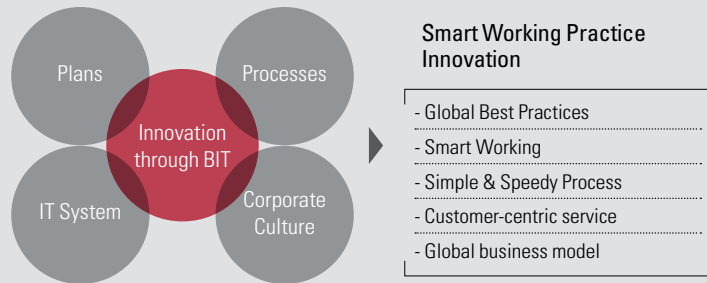 Plans
Processes
Innovation
through BIT
IT System
Corporate
Culture
Smart Working Practice
Innovation
- Global Best Practices
- Smart Working
- Simple & Speedy Process
- Customer-centric service
- Global business model